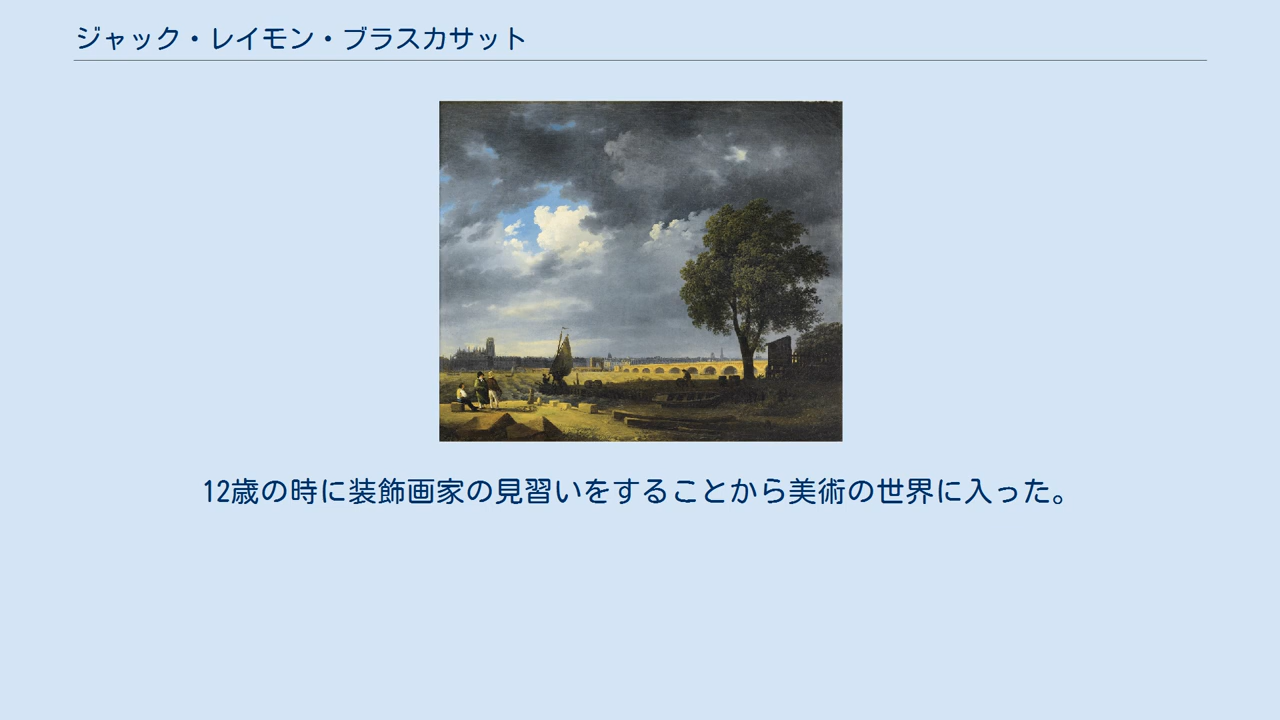 ジャック・レイモン・ブラスカサット
12歳の時に装飾画家の見習いをすることから美術の世界に入った。